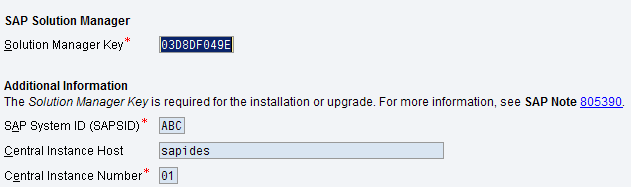 SAP Solution Manager
Solution Manager Key* 03D8DF049E
Additional Information
The Solution Manager Key is required for the installation or upgrade. For more information, see SAP Note 805390.
SAP System ID (SAPSID)* ABC
Central Instance Host sapides
Central Instance Number* 01